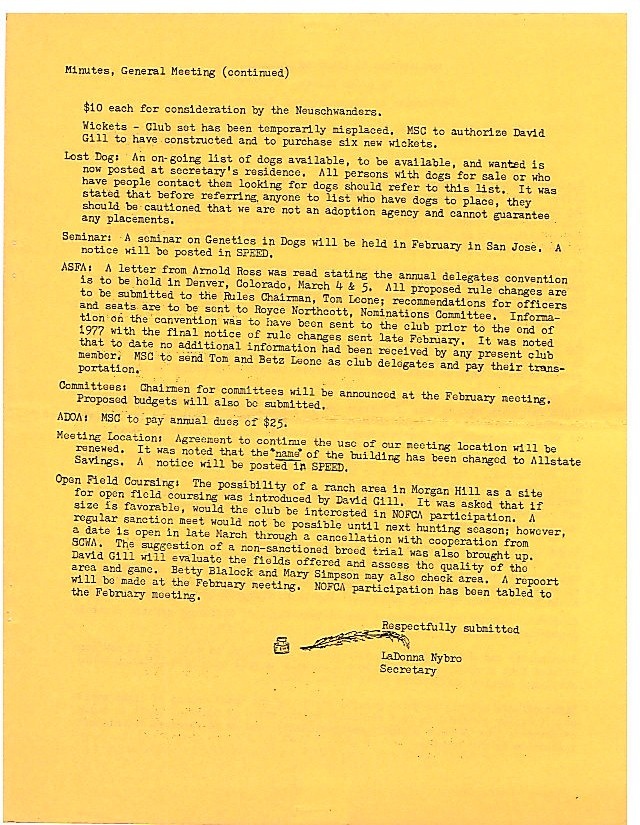 Minutes, General Meeting (continued)
$10 each for consideration by the Neuschwanders.
Wickets - Club set has been temporarily misplaced. MSC to authorize David
Gill to have constructed and to purchase six new wickets.
Lost Dog: An on-going list of dogs available, to be available, and wanted is
now posted at secretary's residence. All persons with dogs for sale or who
have people contact them looking for dogs should refer to this list. It was
stated that before referring anyone to list who have dogs to place, they
should be cautioned that we are not an adoption agency and cannot guarantee
any placements.
Seminar: A seminar on Genetics in Dogs will be held in February in San Jose. A
notice will be posted in SPEED.
ASFA: A letter from Arnold Ross was read stating the annual delegates convention
is to be held in Denver, Colorado, March 4 & 5. All proposed rule changes are
to be submitted to the Rules Chairman, Tom Leone; recommendations for officers
and seats are to be sent to Royce Northcott, Nominations Committee. Informa-
tion on the convention was to have been sent to the club prior to the end of
1977 with the final notice of rule changes sent late February. It was noted
that to date no additional information had been received by any present club
member. MSC to send Tom and Betz Leone as club delegates and pay their trans-
portation.
Committees: Chairmen for committees will be announced at the February meeting.
Proposed budgets will also be submitted.
ADOA: MSC to pay annual dues of $25.
Meeting Location: Agreement to continue the use of our meeting location will be
renewed. It was noted that the "name" of the building has been changed to Allstate
Savings. A notice will be posted in SPEED.
Open Field Coursing: The possibility of a ranch area in Morgan Hill as a site
for open field coursing was introduced by David Gill. It was asked that if
size is favorable, would the club be interested in NOFCA participation. A
regular sanction meet would not be possible until next hunting season; however,
a date is open in late March through a cancellation with cooperation from
SCWA. The suggestion of a non-sanctioned breed trial was also brought up.
David Gill will evaluate the fields offered and assess the quality of the
area and game. Betty Blalock and Mary Simpson may also check area. A repoort
will be made at the February meeting. NOFCA participation has been tabled to
the February meeting.
Respectfully submitted
LaDonna Nybro
Secretary